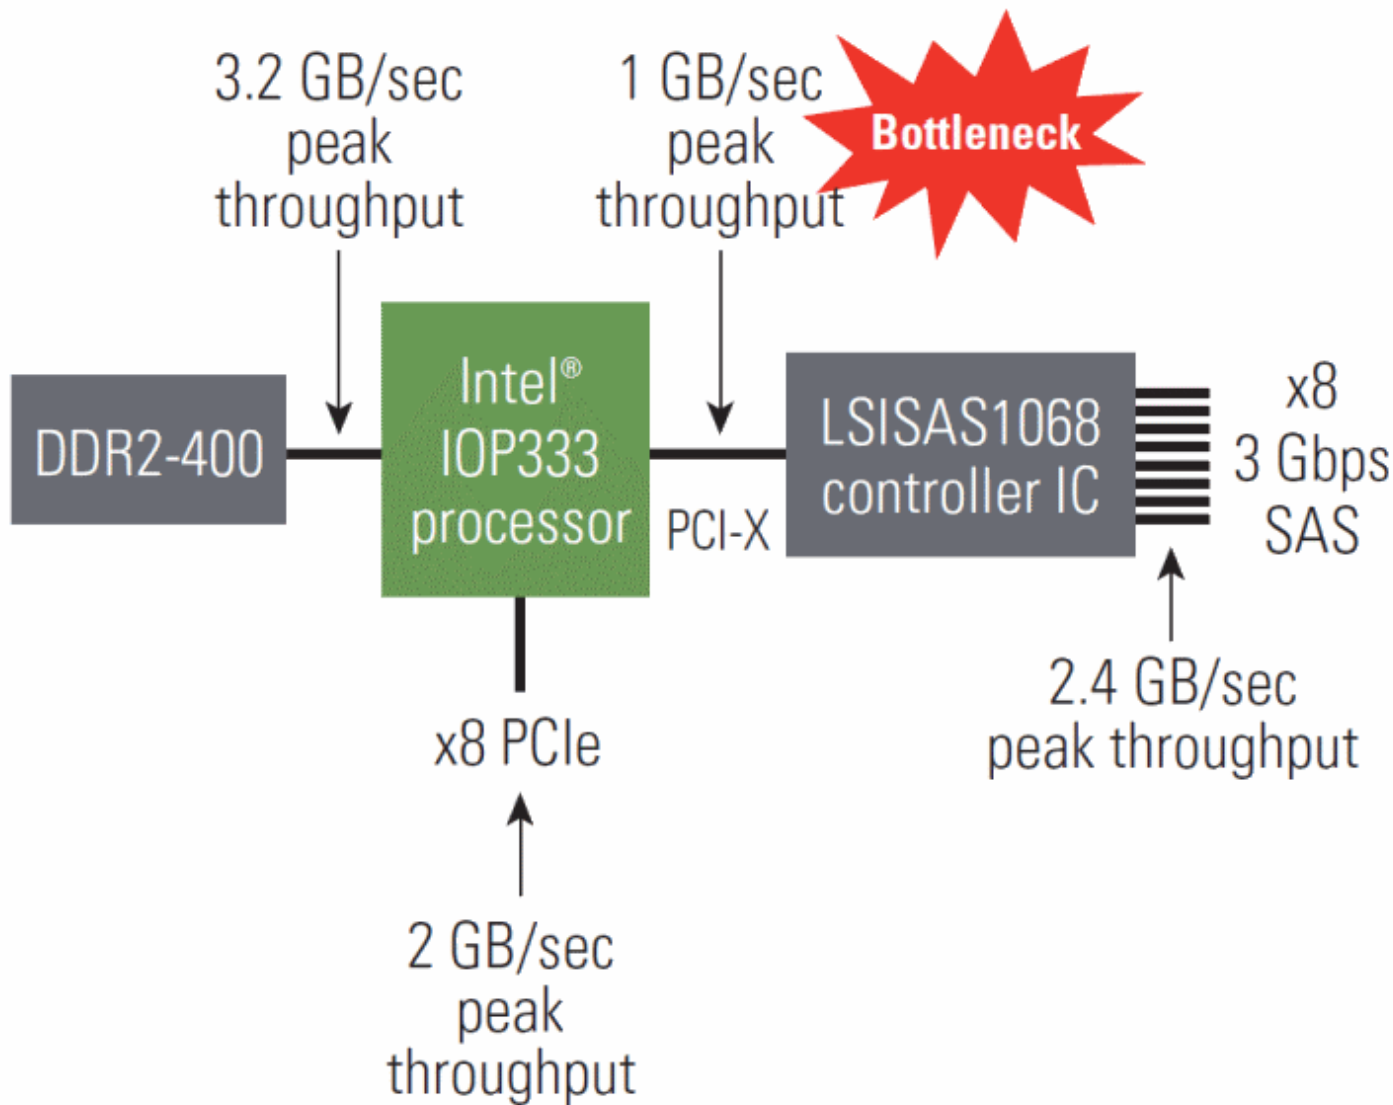 3.2 GB/sec
peak
throughput
1 GB/sec
peak
throughput
Bottleneck
DDR2-400
Intel®
IOP333
processor
PCI-X
LSISAS1068
controller IC
x8
3 Gbps
SAS
x8 PCIe
2.4 GB/sec
peak throughput
2 GB/sec
peak
throughput